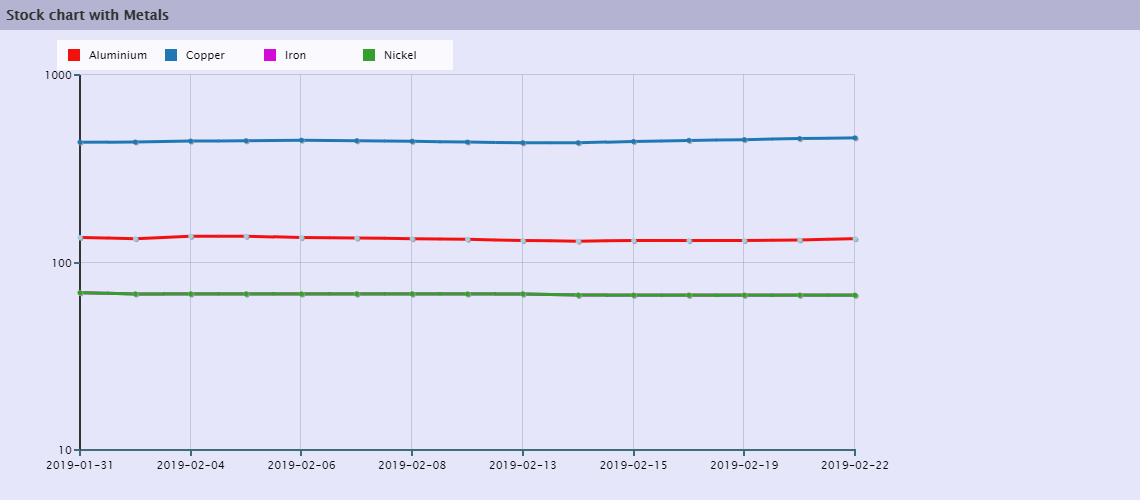 Stock chart with Metals
Aluminium Copper Iron Nickel
1000
100
10
2019-01-31 2019-02-04 2019-02-06 2019-02-08 2019-02-13 2019-02-15 2019-02-19 2019-02-22